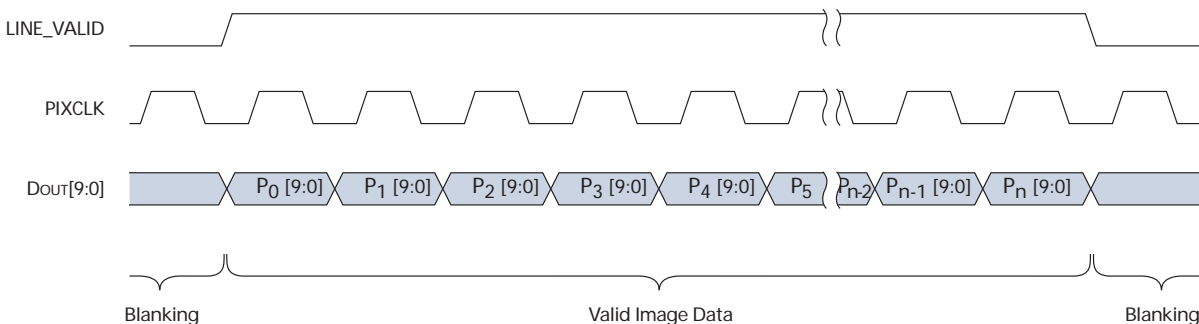 LINE_VALID
PIXCLK
DOUT[9:0] P0 [9:0] P1 [9:0] P2 [9:0] P3 [9:0] P4 [9:0] P5 Pn-2 Pn-1 [9:0] Pn [9:0]
Blanking Valid Image Data Blanking